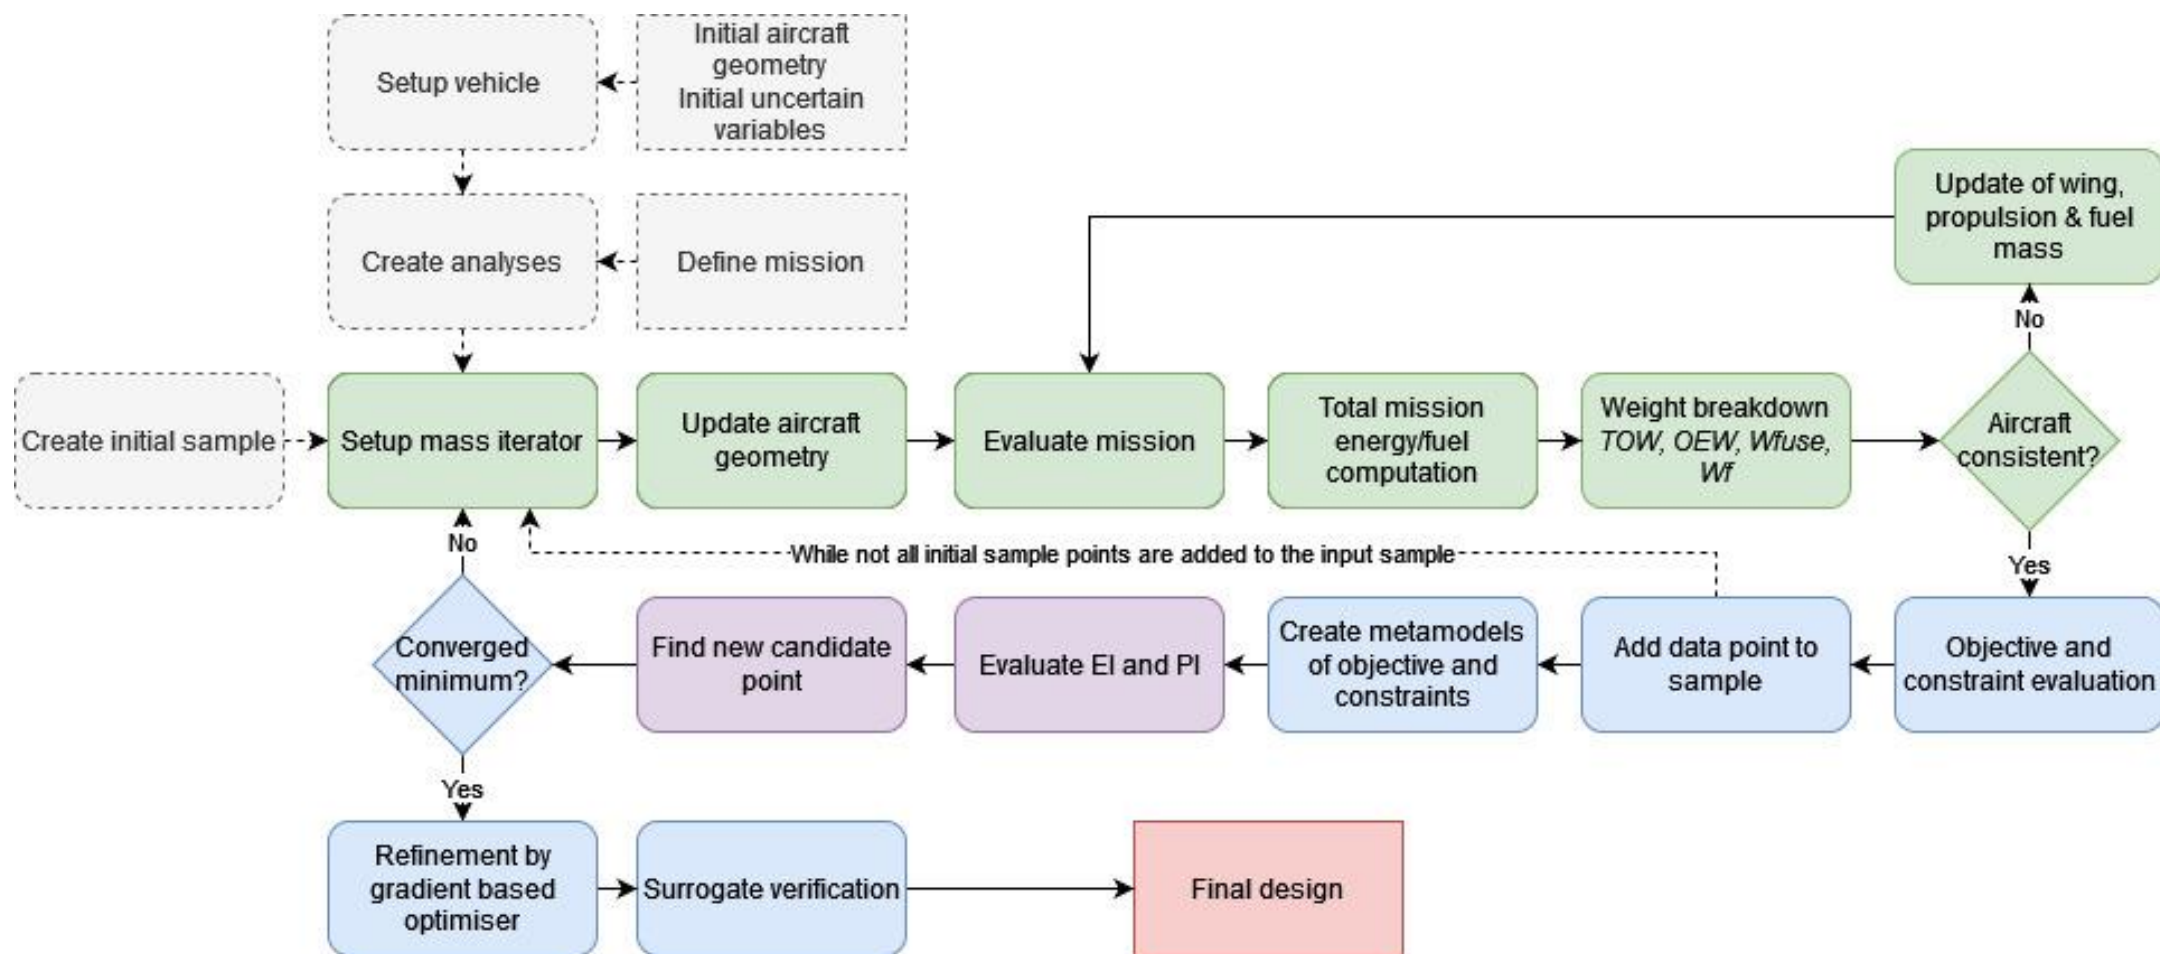 Setup vehicle
Initial aircraft
geometry
Initial uncertain
variables
Create analyses
Define mission
Update of wing,
propulsion & fuel
mass
No
Create initial sample
Setup mass iterator
Update aircraft
geometry
Evaluate mission
Total mission
energy/fuel
computation
Weight breakdown
TOW, OEW, Wfuse,
Wf
Aircraft
consistent?
No
While not all initial sample points are added to the input sample
Yes
Converged
minimum?
Find new candidate
point
Evaluate EI and PI
Create metamodels
of objective and
constraints
Add data point to
sample
Objective and
constraint evaluation
Yes
Refinement by
gradient based
optimiser
Surrogate verification
Final design